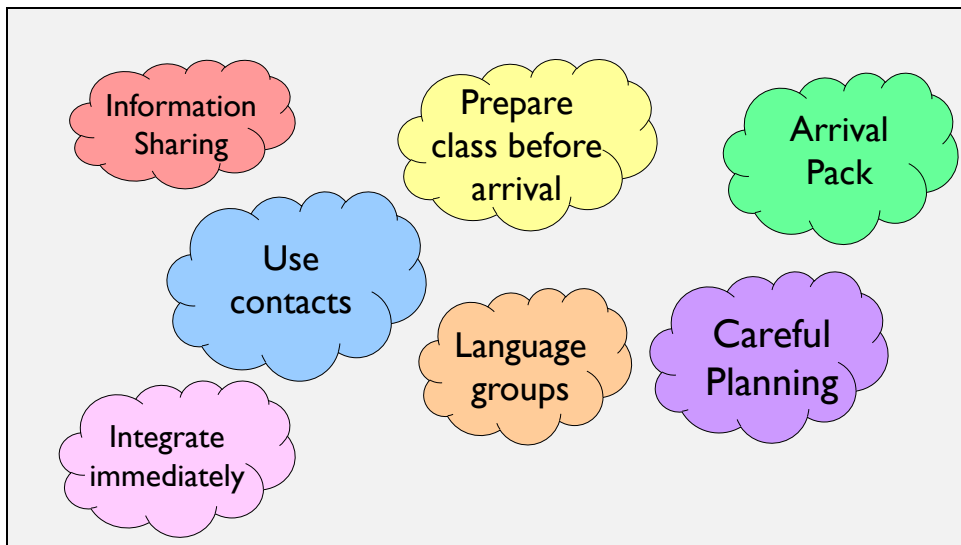 Information
Sharing
Prepare
class before
arrival
Arrival
Pack
Use
contacts
Language
groups
Careful
Planning
Integrate
immediately